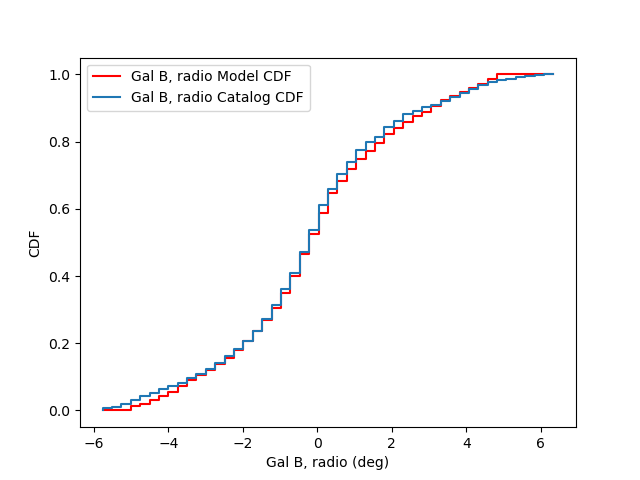 Gal B, radio Model CDF
Gal B, radio Catalog CDF
1.0
0.8
0.6
0.4
0.2
0.0
CDF
−6 −4 −2 0 2 4 6
Gal B, radio (deg)